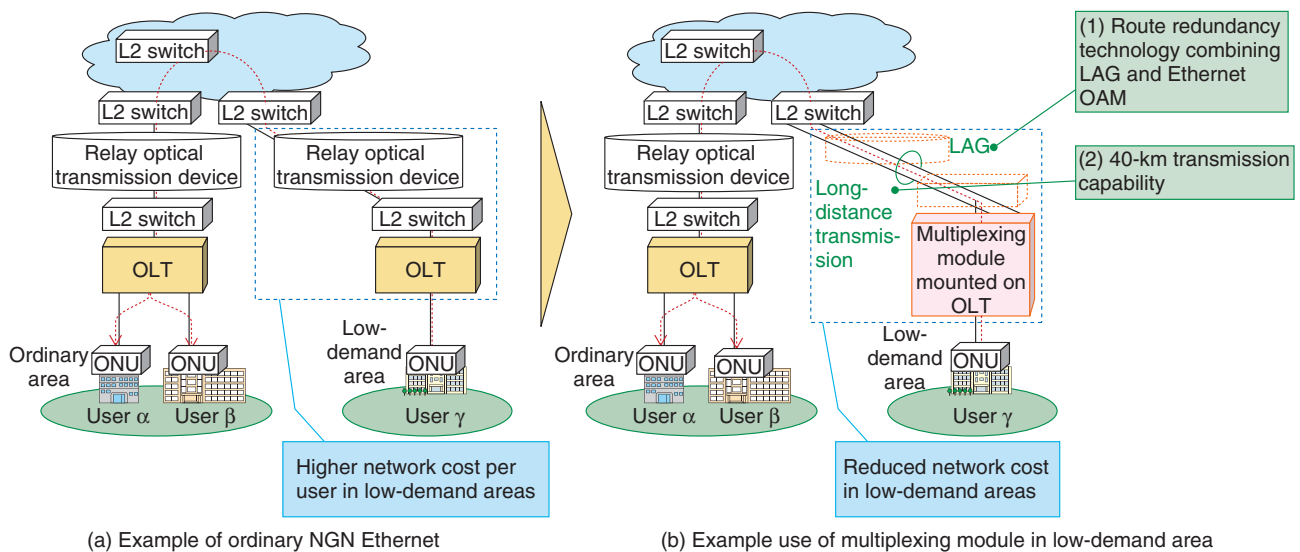 L2 switch
L2 switch
L2 switch
Relay optical
transmission device
Relay optical
transmission device
L2 switch
L2 switch
OLT
OLT
Ordinary
area
ONU
ONU
Low-
demand
area
ONU
User α
User β
User γ
Higher network cost per
user in low-demand areas
(a) Example of ordinary NGN Ethernet
L2 switch
L2 switch
L2 switch
Relay optical
transmission device
L2 switch
OLT
LAG
Long-
distance
transmis-
sion
Multiplexing
module
mounted on
OLT
(1) Route redundancy
technology combining
LAG and Ethernet
OAM
(2) 40-km transmission
capability
Ordinary
area
ONU
ONU
Low-
demand
area
ONU
User α
User β
User γ
Reduced network cost
in low-demand areas
(b) Example use of multiplexing module in low-demand area